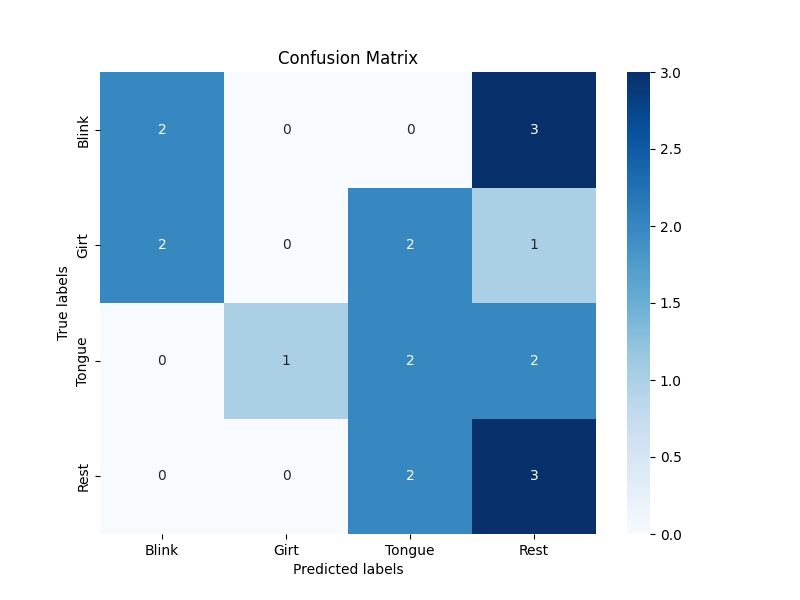 Confusion Matrix
Blink 2 0 0 3
Girt 2 0 2 1
Tongue 0 1 2 2
Rest 0 0 2 3
Blink Girt Tongue Rest
Predicted labels
True labels
3.0
2.5
2.0
1.5
1.0
0.5
0.0